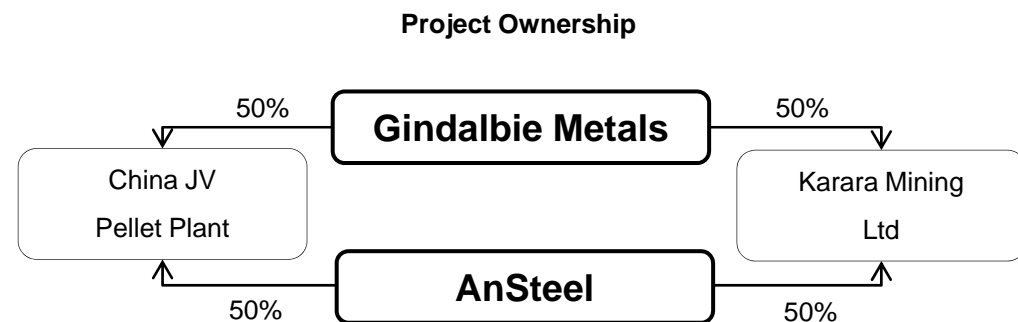 Project Ownership
50%
Gindalbie Metals
50%
China JV
Pellet Plant
Karara Mining
Ltd
AnSteel
50%
50%